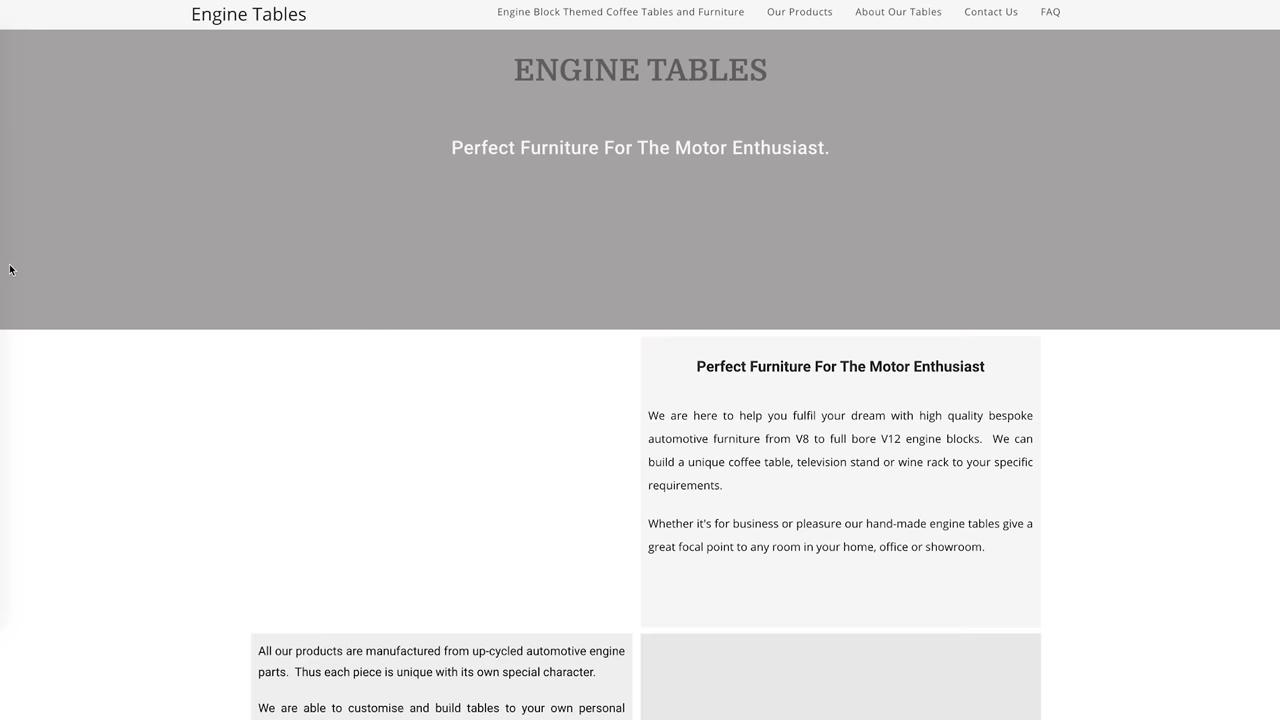 Engine Tables
Engine Block Themed Coffee Tables and Furniture
Our Products
About Our Tables
Contact Us
FAQ
ENGINE TABLES
Perfect Furniture For The Motor Enthusiast.
Perfect Furniture For The Motor Enthusiast
We are here to help you fulfil your dream with high quality bespoke
automotive furniture from V8 to full bore V12 engine blocks. We can
build a unique coffee table, television stand or wine rack to your specific
requirements.
Whether it's for business or pleasure our hand-made engine tables give a
great focal point to any room in your home, office or showroom.
All our products are manufactured from up-cycled automotive engine
parts. Thus each piece is unique with its own special character.
We are able to customise and build tables to your own personal